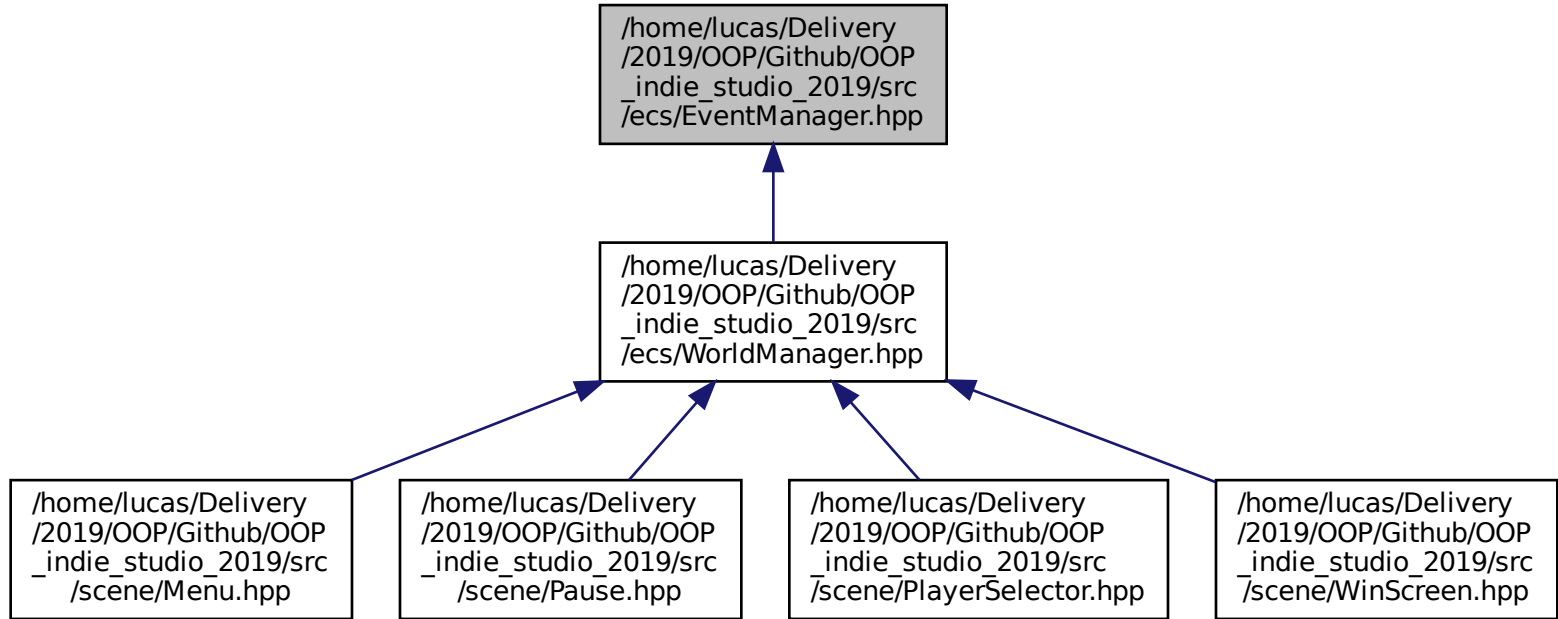 /home/lucas/Delivery
/2019/OOP/Github/OOP
_indie_studio_2019/src
/ecs/EventManager.hpp
/home/lucas/Delivery
/2019/OOP/Github/OOP
_indie_studio_2019/src
/ecs/WorldManager.hpp
/home/lucas/Delivery
/2019/OOP/Github/OOP
_indie_studio_2019/src
/scene/Menu.hpp
/home/lucas/Delivery
/2019/OOP/Github/OOP
_indie_studio_2019/src
/scene/Pause.hpp
/home/lucas/Delivery
/2019/OOP/Github/OOP
_indie_studio_2019/src
/scene/PlayerSelector.hpp
/home/lucas/Delivery
/2019/OOP/Github/OOP
_indie_studio_2019/src
/scene/WinScreen.hpp